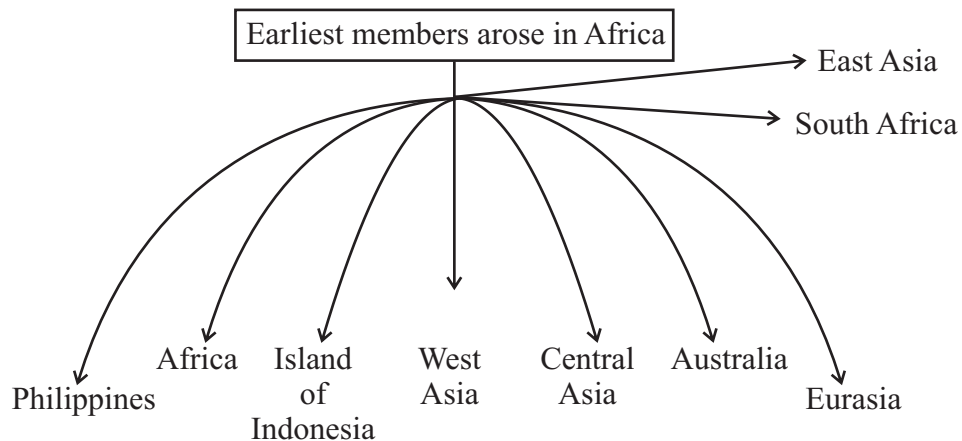 Earliest members arose in Africa
East Asia
South Africa
Philippines
Africa
Island
of
Indonesia
West
Asia
Central
Asia
Australia
Eurasia